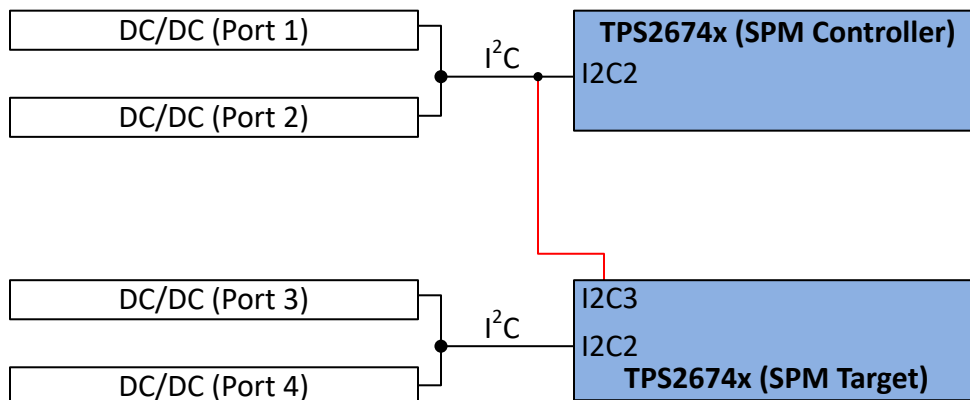 DC/DC (Port 1)
DC/DC (Port 2)
I²C
TPS2674x (SPM Controller)
I2C2
DC/DC (Port 3)
DC/DC (Port 4)
I²C
I2C3
I2C2
TPS2674x (SPM Target)